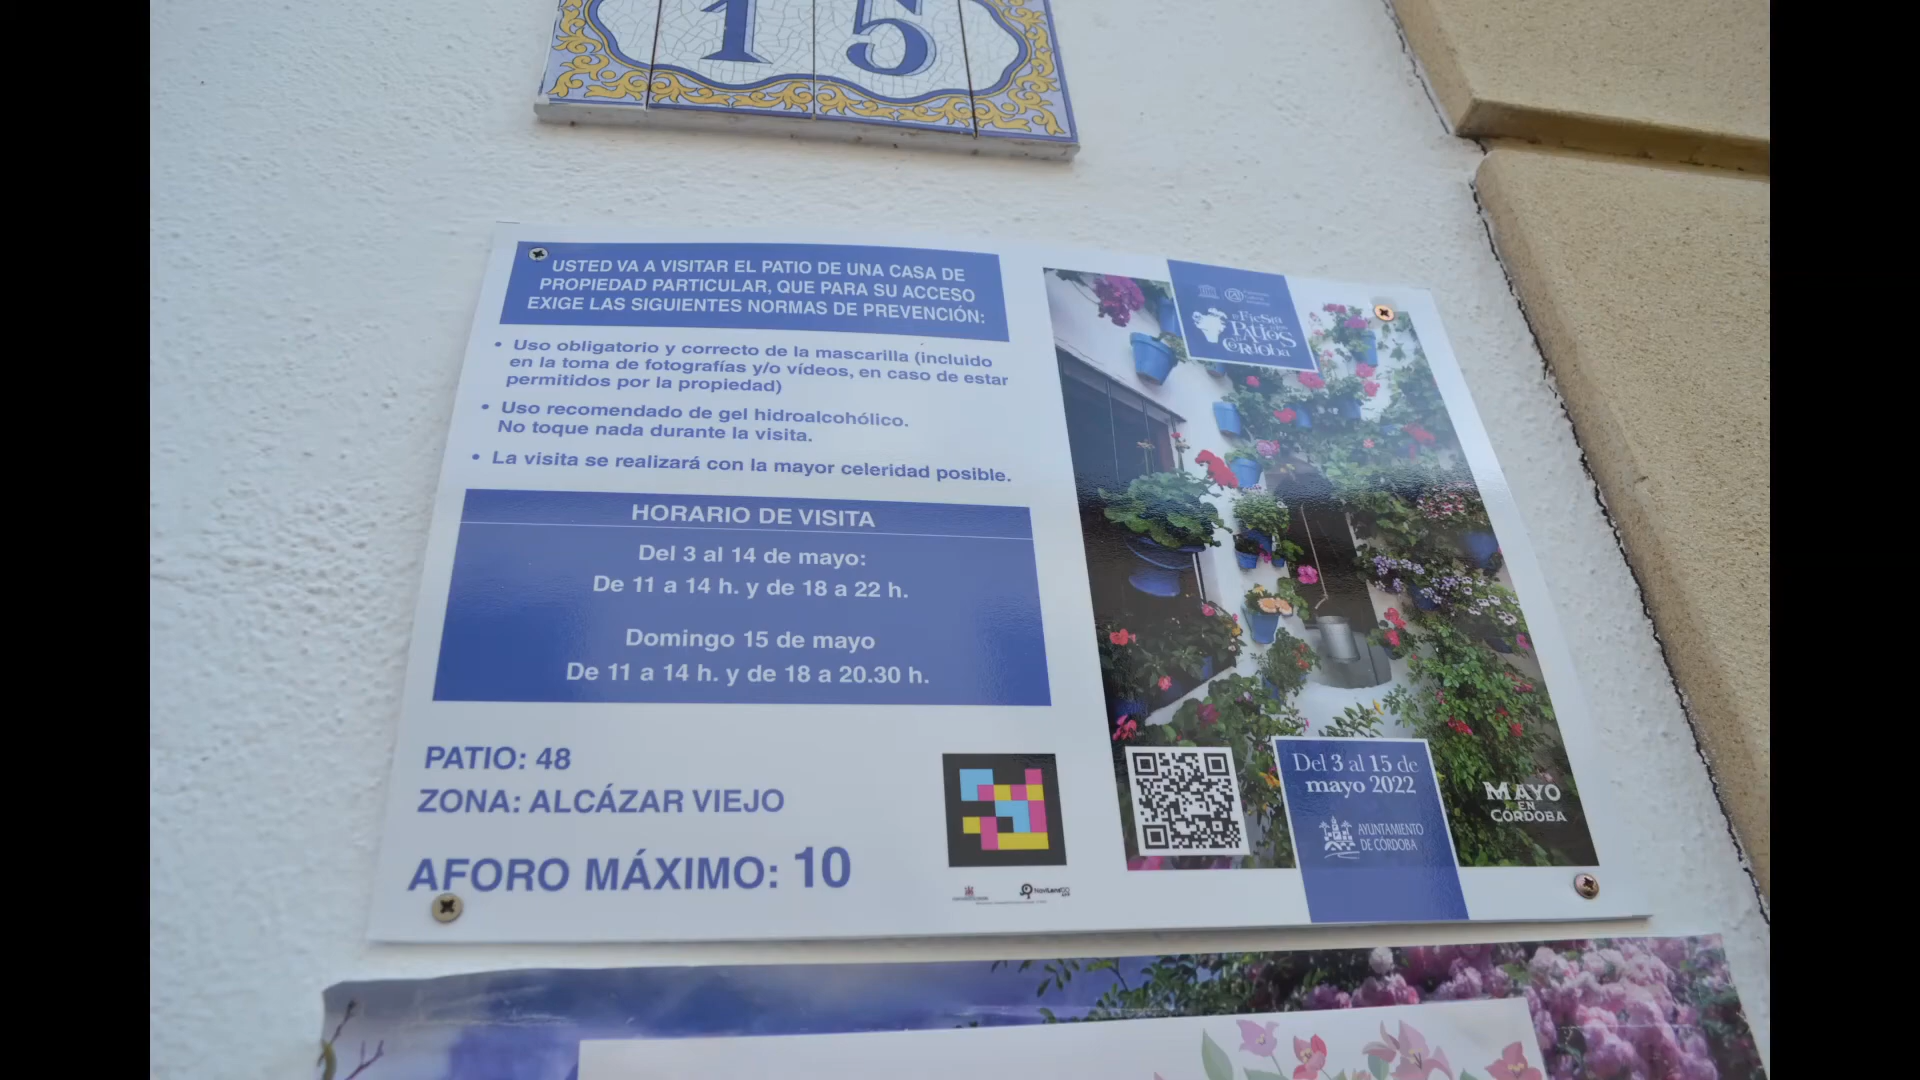 15
USTED VA A VISITAR EL PATIO DE UNA CASA DE
PROPIEDAD PARTICULAR, QUE PARA SU ACCESO
EXIGE LAS SIGUIENTES NORMAS DE PREVENCIÓN:
• Uso obligatorio y correcto de la mascarilla (incluido
en la toma de fotografías y/o vídeos, en caso de estar
permitidos por la propiedad)
• Uso recomendado de gel hidroalcohólico.
No toque nada durante la visita.
• La visita se realizará con la mayor celeridad posible.
HORARIO DE VISITA
Del 3 al 14 de mayo:
De 11 a 14 h. y de 18 a 22 h.
Domingo 15 de mayo
De 11 a 14 h. y de 18 a 20.30 h.
PATIO: 48
ZONA: ALCÁZAR VIEJO
AFORO MÁXIMO: 10
Fiesta
Patios
Córdoba
Del 3 al 15 de
mayo 2022
AYUNTAMIENTO
DE CÓRDOBA
MAYO
EN
CÓRDOBA